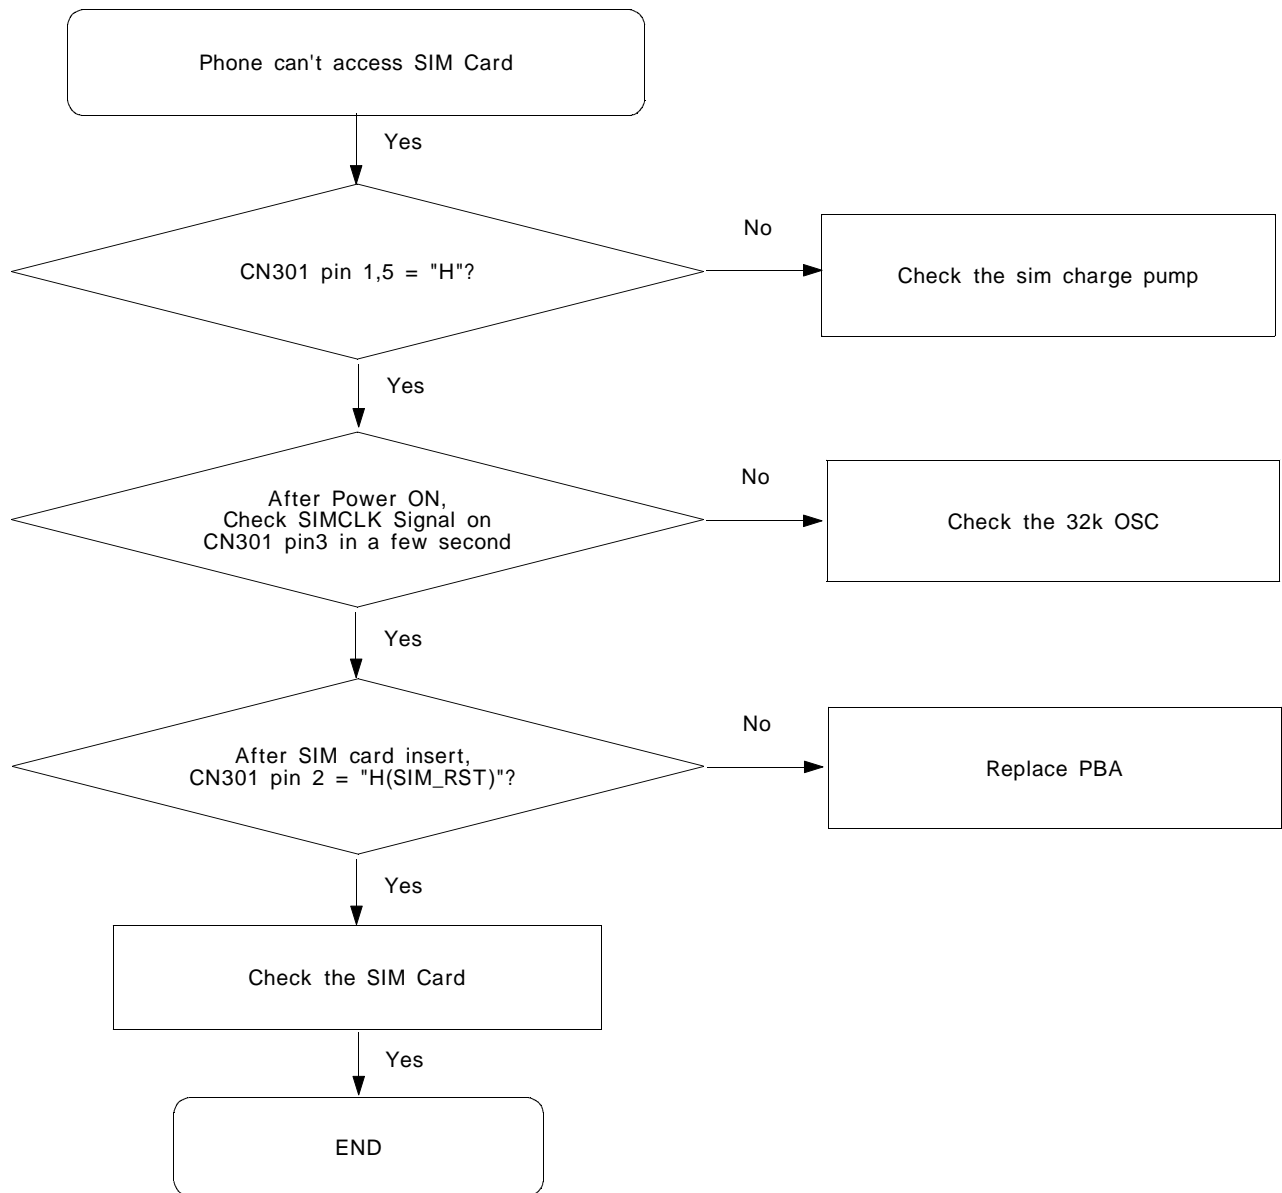 Phone can't access SIM Card
Yes
CN301 pin 1,5 = "H"?
No
Check the sim charge pump
Yes
After Power ON,
Check SIMCLK Signal on
CN301 pin3 in a few second
No
Check the 32k OSC
Yes
After SIM card insert,
CN301 pin 2 = "H(SIM_RST)"?
No
Replace PBA
Yes
Check the SIM Card
Yes
END